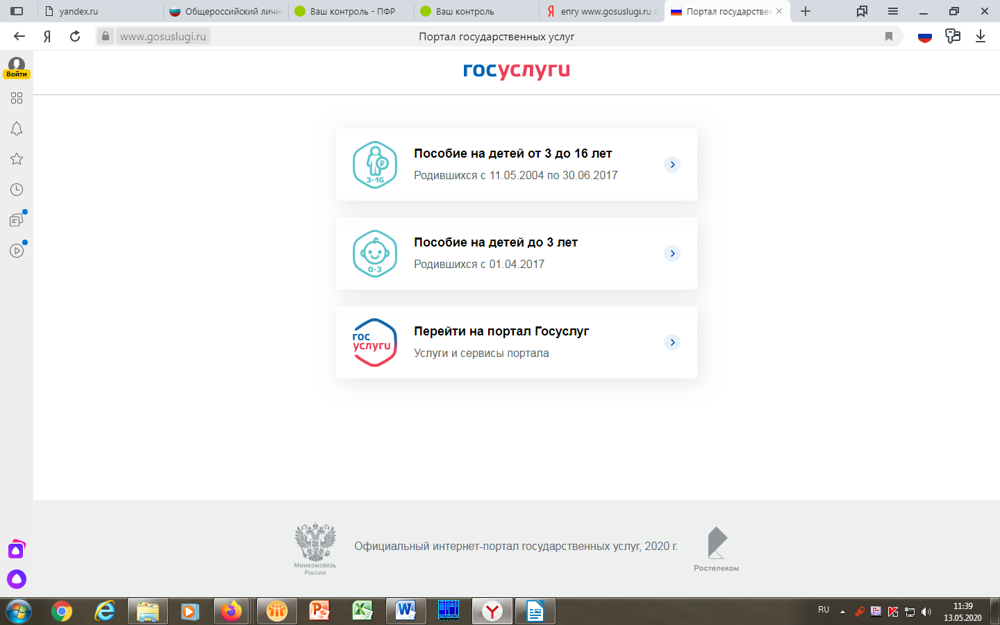 yandex.ru
Общероссийский личн
Ваш контроль - ПФР
Ваш контроль
епгу www.gosuslugi.ru л
Портал государствен
Я
www.gosuslugi.ru
Портал государственных услуг
Войти
госуслуги
3-16
Пособие на детей от 3 до 16 лет
Родившихся с 11.05.2004 по 30.06.2017
0-3
Пособие на детей до 3 лет
Родившихся с 01.04.2017
гос
услуги
Перейти на портал Госуслуг
Услуги и сервисы портала
Минкомсвязь
России
Официальный интернет-портал государственных услуг, 2020 г.
Ростелеком
RU
11:39
13.05.2020